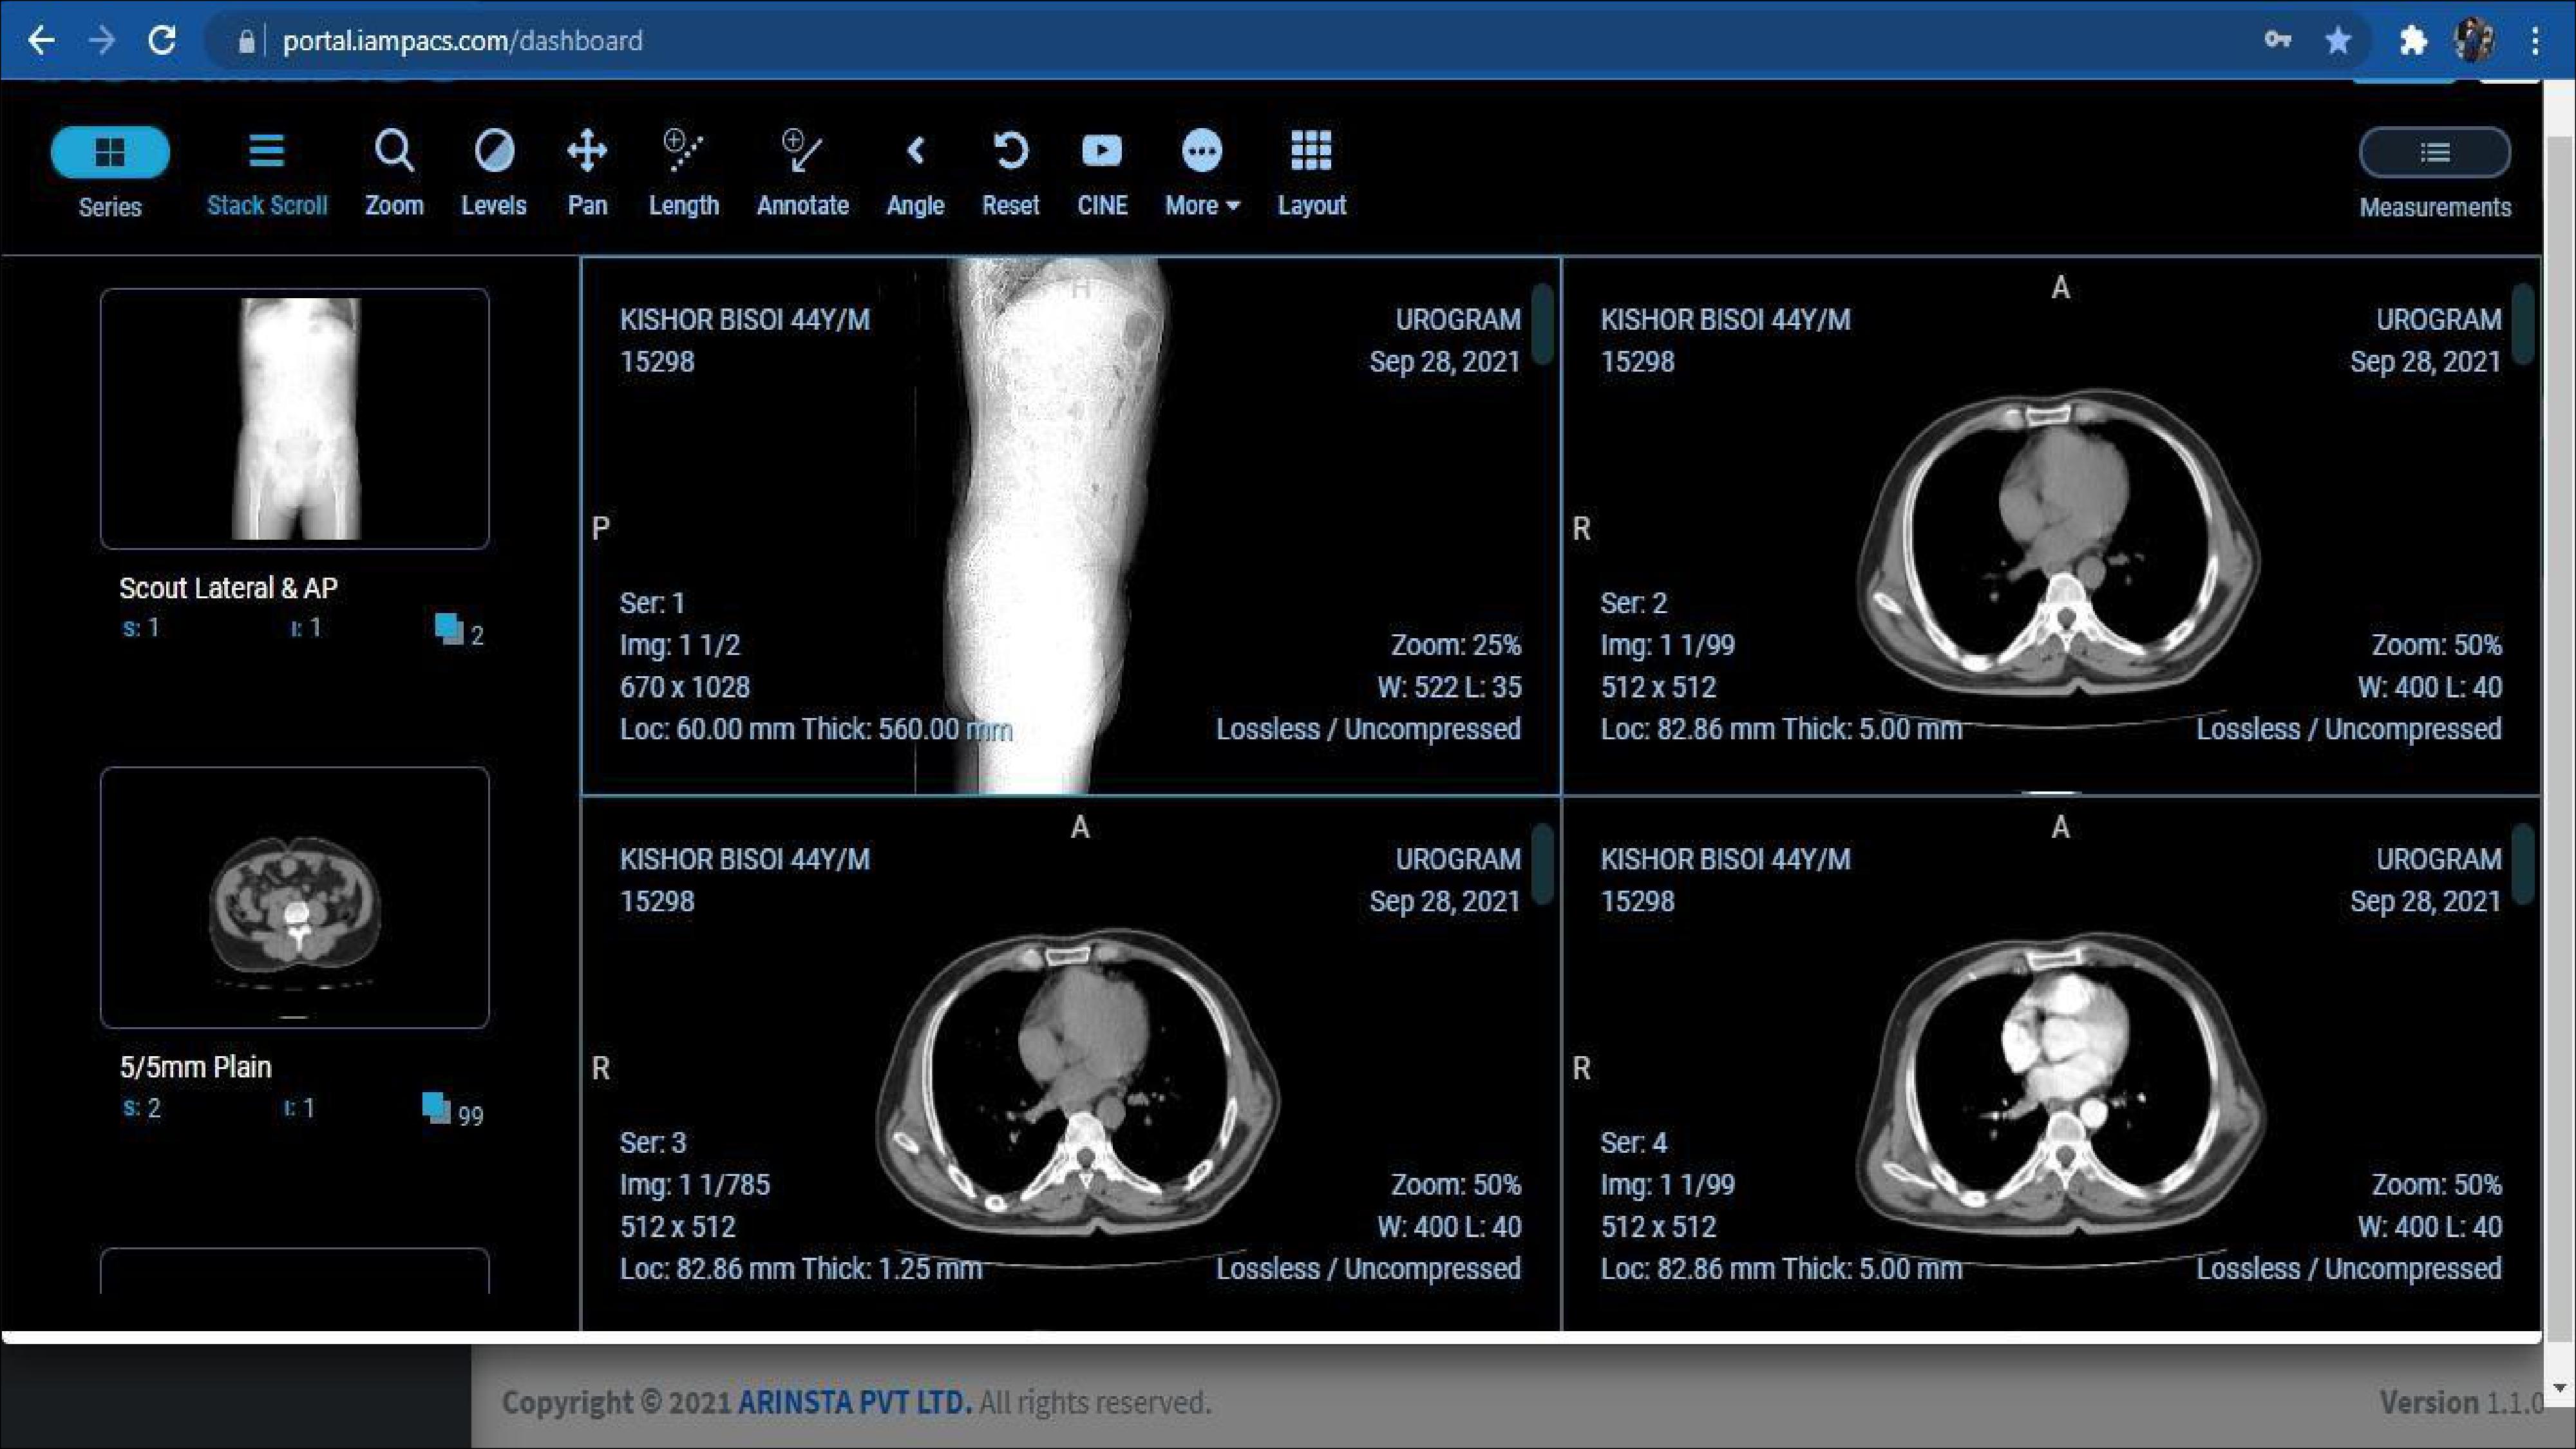 portal.iampacs.com/dashboard
Series
Stack Scroll
Zoom
Levels
Pan
Length
Annotate
Angle
Reset
CINE
More
Layout
Measurements
Scout Lateral & AP
S: 1
I: 1
2
5/5mm Plain
S: 2
I: 1
99
H
KISHOR BISOI 44Y/M
15298
UROGRAM
Sep 28, 2021
P
Ser: 1
Img: 1 1/2
670 x 1028
Loc: 60.00 mm Thick: 560.00 mm
Zoom: 25%
W: 522 L: 35
Lossless / Uncompressed
A
KISHOR BISOI 44Y/M
15298
UROGRAM
Sep 28, 2021
R
Ser: 2
Img: 1 1/99
512 x 512
Loc: 82.86 mm Thick: 5.00 mm
Zoom: 50%
W: 400 L: 40
Lossless / Uncompressed
A
KISHOR BISOI 44Y/M
15298
UROGRAM
Sep 28, 2021
R
Ser: 3
Img: 1 1/785
512 x 512
Loc: 82.86 mm Thick: 1.25 mm
Zoom: 50%
W: 400 L: 40
Lossless / Uncompressed
A
KISHOR BISOI 44Y/M
15298
UROGRAM
Sep 28, 2021
R
Ser: 4
Img: 1 1/99
512 x 512
Loc: 82.86 mm Thick: 5.00 mm
Zoom: 50%
W: 400 L: 40
Lossless / Uncompressed
Copyright © 2021 ARINSTA PVT LTD. All rights reserved.
Version 1.1.0